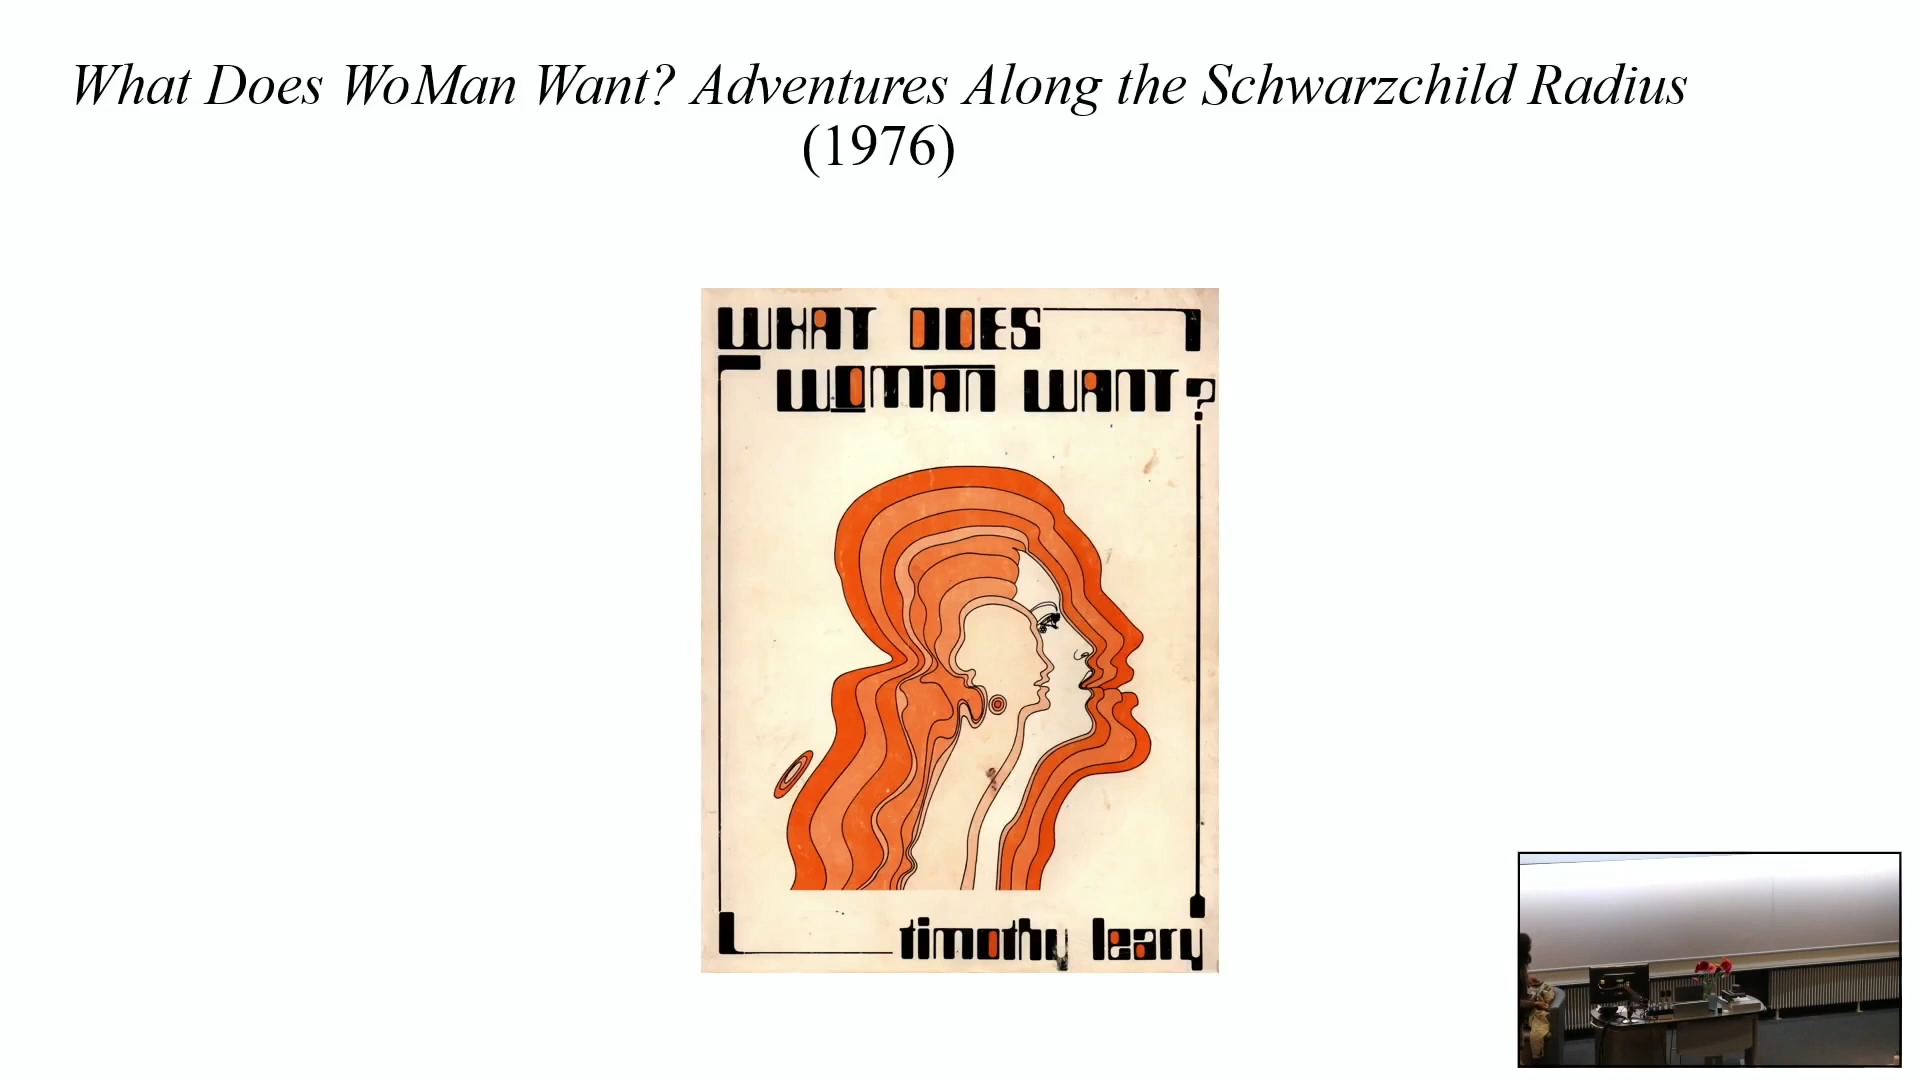 What Does WoMan Want? Adventures Along the Schwarzchild Radius
(1976)
WHAT DOES
WOMAN WANT?
timothy leary